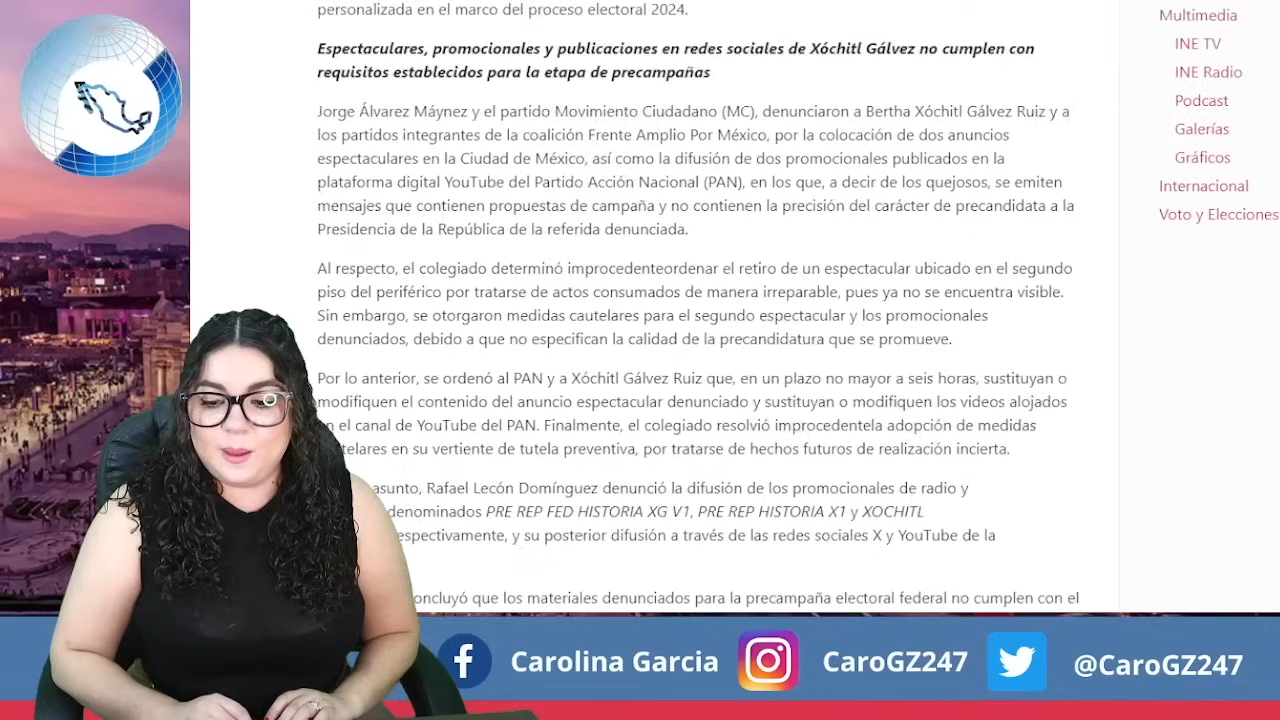 personalizada en el marco del proceso electoral 2024.
Espectaculares, promocionales y publicaciones en redes sociales de Xóchitl Gálvez no cumplen con
requisitos establecidos para la etapa de precampañas
Jorge Álvarez Máynez y el partido Movimiento Ciudadano (MC), denunciaron a Bertha Xóchitl Gálvez Ruiz y a
los partidos integrantes de la coalición Frente Amplio Por México, por la colocación de dos anuncios
espectaculares en la Ciudad de México, así como la difusión de dos promocionales publicados en la
plataforma digital YouTube del Partido Acción Nacional (PAN), en los que, a decir de los quejosos, se emiten
mensajes que contienen propuestas de campaña y no contienen la precisión del carácter de precandidata a la
Presidencia de la República de la referida denunciada.
Al respecto, el colegiado determinó improcedenteordenar el retiro de un espectacular ubicado en el segundo
piso del periférico por tratarse de actos consumados de manera irreparable, pues ya no se encuentra visible.
Sin embargo, se otorgaron medidas cautelares para el segundo espectacular y los promocionales
denunciados, debido a que no especifican la calidad de la precandidatura que se promueve.
Por lo anterior, se ordenó al PAN y a Xóchitl Gálvez Ruiz que, en un plazo no mayor a seis horas, sustituyan o
modifiquen el contenido del anuncio espectacular denunciado y sustituyan o modifiquen los videos alojados
el canal de YouTube del PAN. Finalmente, el colegiado resolvió improcedentela adopción de medidas
telares en su vertiente de tutela preventiva, por tratarse de hechos futuros de realización incierta.
asunto, Rafael Lecón Domínguez denunció la difusión de los promocionales de radio y
denominados PRE REP FED HISTORIA XG V1, PRE REP HISTORIA X1 y XOCHITL
espectivamente, y su posterior difusión a través de las redes sociales X y YouTube de la
ncluyó que los materiales denunciados para la precampaña electoral federal no cumplen con el
Multimedia
INE TV
INE Radio
Podcast
Galerías
Gráficos
Internacional
Voto y Elecciones
Carolina Garcia
CaroGZ247
@CaroGZ247